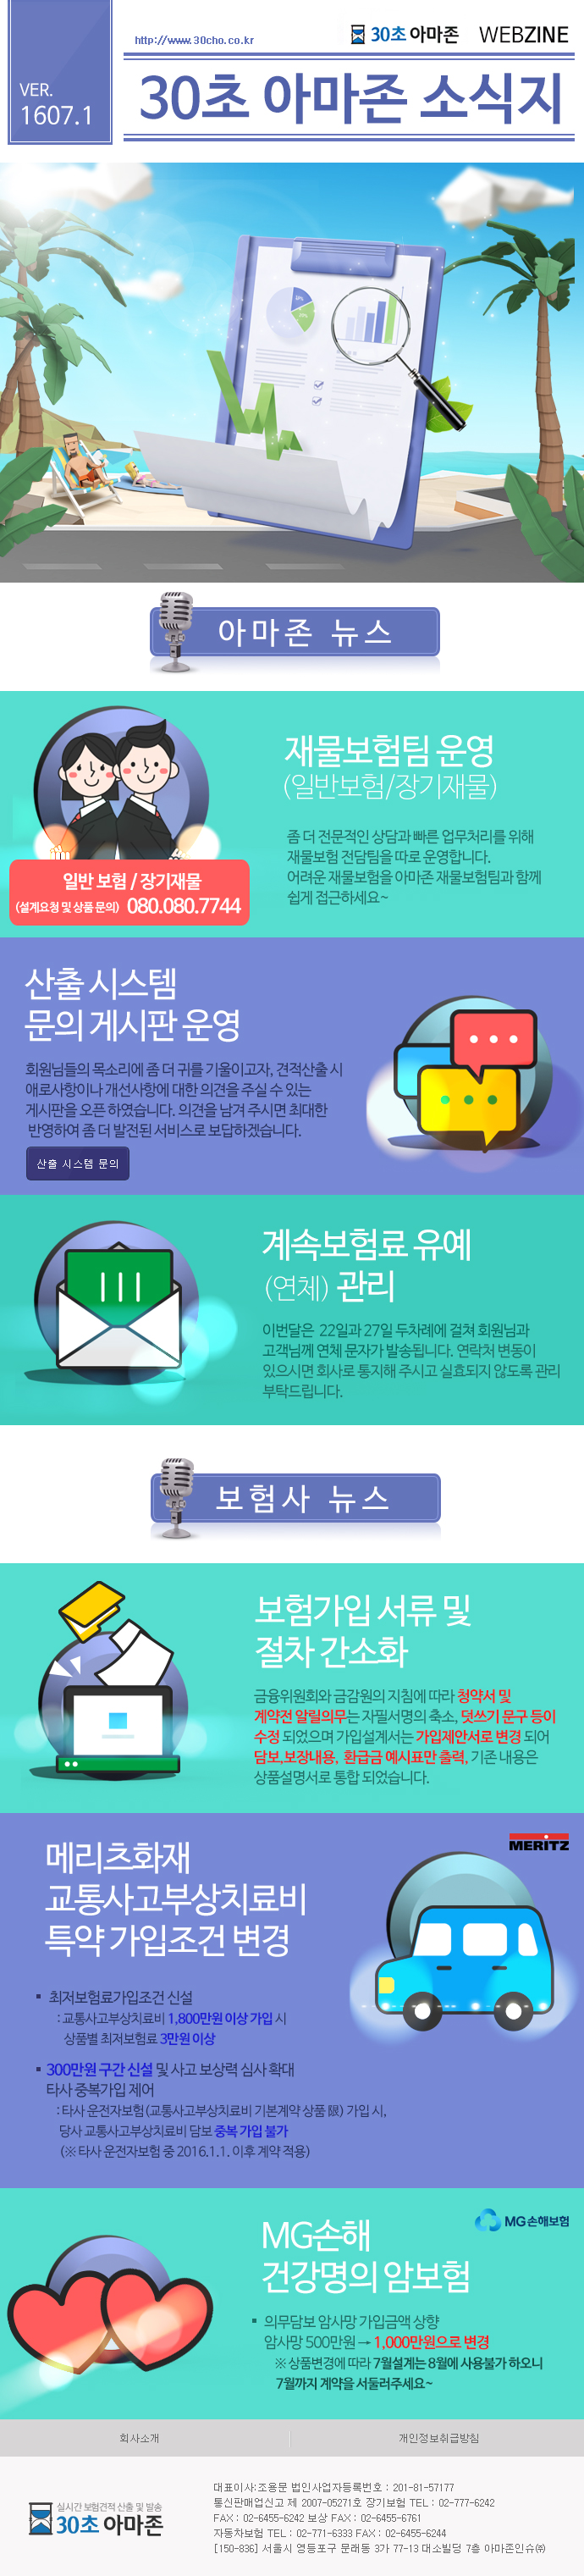 http://www.30cho.co.kr
30초 아마존 WEBZINE
VER.
1607.1
30초 아마존 소식지
아마존 뉴스
재물보험팀 운영
(일반보험/장기재물)
좀 더 전문적인 상담과 빠른 업무처리를 위해
재물보험 전담팀을 따로 운영합니다.
어려운 재물보험을 아마존 재물보험팀과 함께
쉽게 접근하세요~
일반 보험 / 장기재물
(설계요청 및 상품 문의) 080.080.7744
산출 시스템
문의 게시판 운영
회원님들의 목소리에 좀 더 귀를 기울이고자, 견적산출 시
애로사항이나 개선사항에 대한 의견을 주실 수 있는
게시판을 오픈 하였습니다. 의견을 남겨 주시면 최대한
반영하여 좀 더 발전된 서비스로 보답하겠습니다.
산출 시스템 문의
계속보험료 유예
(연체) 관리
이번달은 22일과 27일 두차례에 걸쳐 회원님과
고객님께 연체 문자가 발송됩니다. 연락처 변동이
있으시면 회사로 통지해 주시고 실효되지 않도록 관리
부탁드립니다.
보험사 뉴스
보험가입 서류 및
절차 간소화
금융위원회와 금감원의 지침에 따라 청약서 및
계약전 알릴의무는 자필서명의 축소, 덧쓰기 문구 등이
수정 되었으며 가입설계서는 가입제안서로 변경 되어
담보,보장내용, 환급금 예시표만 출력, 기존 내용은
상품설명서로 통합 되었습니다.
MERITZ
메리츠화재
교통사고부상치료비
특약 가입조건 변경
▪ 최저보험료가입조건 신설
: 교통사고부상치료비 1,800만원 이상 가입 시
상품별 최저보험료 3만원 이상
▪ 300만원 구간 신설 및 사고 보상력 심사 확대
타사 중복가입 제어
: 타사 운전자보험(교통사고부상치료비 기본계약 상품 限) 가입 시,
당사 교통사고부상치료비 담보 중복 가입 불가
(※ 타사 운전자보험 중 2016.1.1. 이후 계약 적용)
MG손해보험
MG손해
건강명의 암보험
▪ 의무담보 암사망 가입금액 상향
암사망 500만원 → 1,000만원으로 변경
※ 상품변경에 따라 7월설계는 8월에 사용불가 하오니
7월까지 계약을 서둘러주세요~
회사소개
개인정보취급방침
실시간 보험견적 산출 및 발송
30초 아마존
대표이사:조용문 법인사업자등록번호 : 201-81-57177
통신판매업신고 제 2007-05271호 장기보험 TEL : 02-777-6242
FAX : 02-6455-6242 보상 FAX : 02-6455-6761
자동차보험 TEL : 02-771-6333 FAX : 02-6455-6244
[150-836] 서울시 영등포구 문래동 3가 77-13 대소빌딩 7층 아마존인슈㈜